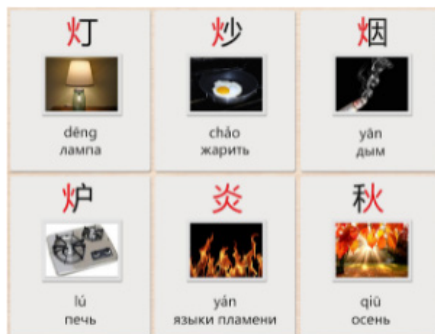 灯
dēng
лампа
炒
chǎo
жарить
烟
yān
дым
炉
lú
печь
炎
yán
языки пламени
秋
qiū
осень